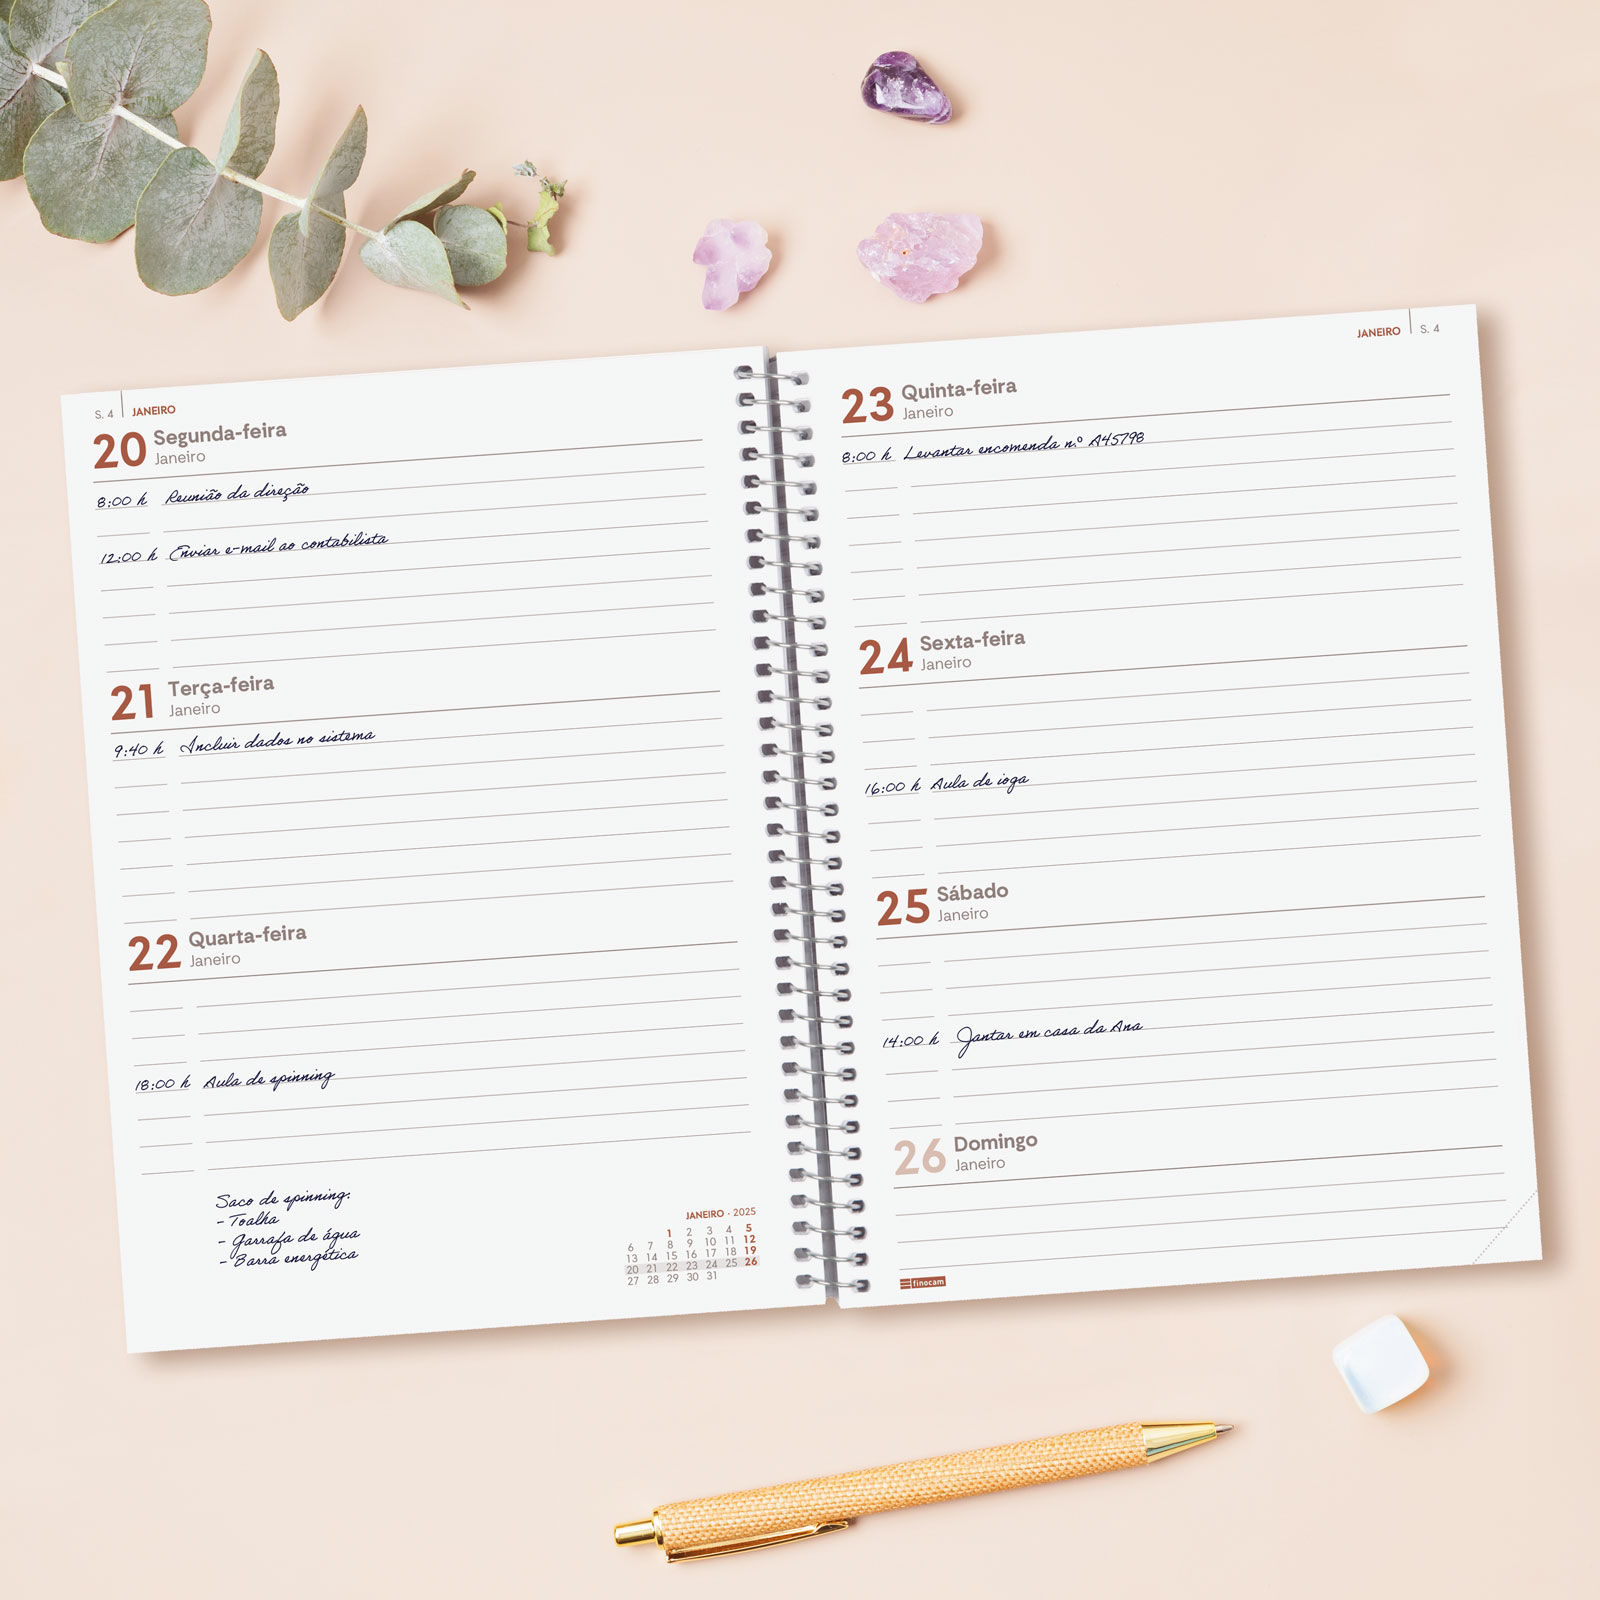 S. 4 | JANEIRO
20 Segunda-feira
Janeiro
8:00 h Reunião da direção
12:00 h Enviar e-mail ao contabilista
21 Terça-feira
Janeiro
9:40 h Incluir dados no sistema
22 Quarta-feira
Janeiro
18:00 h Aula de spinning
Saco de spinning:
- Toalha
- Garrafa de água
- Barra energética
JANEIRO · 2025
1 2 3 4 5
6 7 8 9 10 11 12
13 14 15 16 17 18 19
20 21 22 23 24 25 26
27 28 29 30 31
JANEIRO | S. 4
23 Quinta-feira
Janeiro
8:00 h Levantar encomenda n.º A45798
24 Sexta-feira
Janeiro
16:00 h Aula de ioga
25 Sábado
Janeiro
14:00 h Jantar em casa da Ana
26 Domingo
Janeiro
finocam